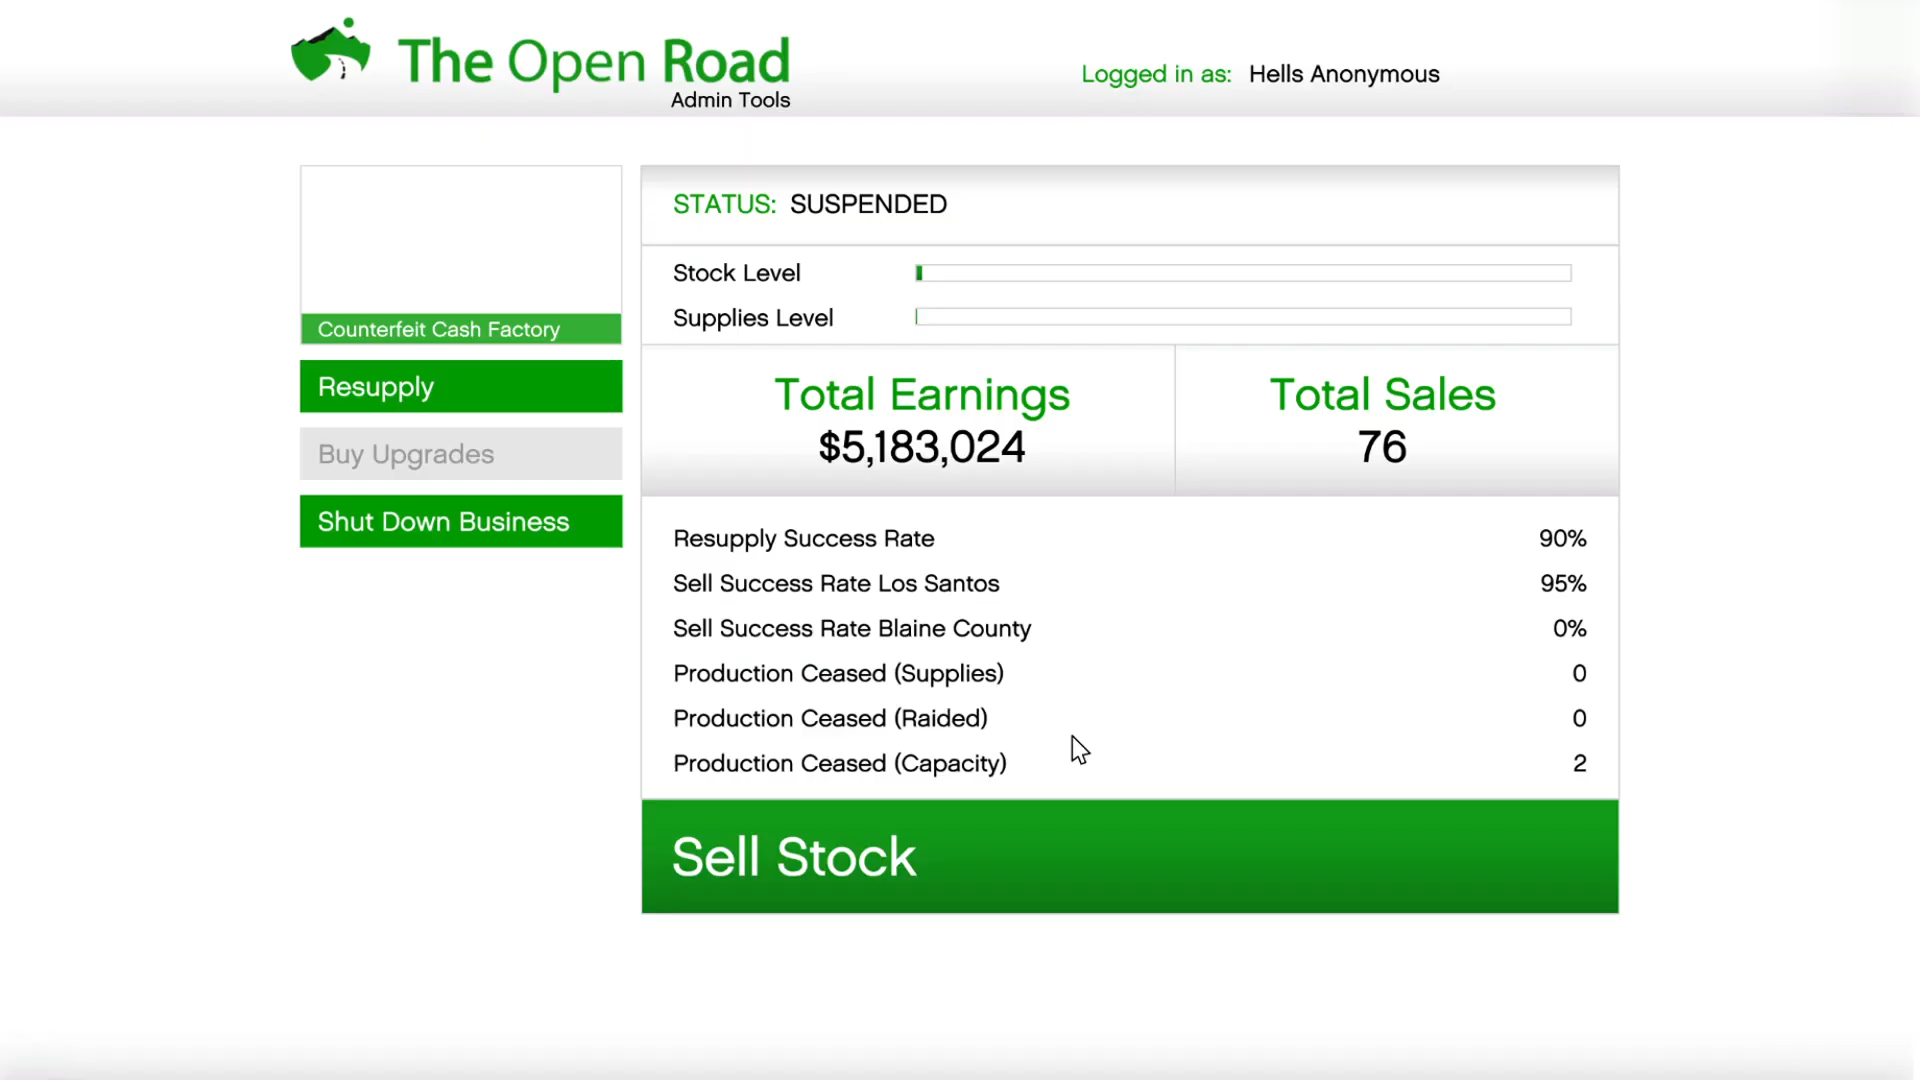 The Open Road
Admin Tools
Logged in as: Hells Anonymous
Counterfeit Cash Factory
Resupply
Buy Upgrades
Shut Down Business
STATUS: SUSPENDED
Stock Level
Supplies Level
Total Earnings
$5,183,024
Total Sales
76
Resupply Success Rate 90%
Sell Success Rate Los Santos 95%
Sell Success Rate Blaine County 0%
Production Ceased (Supplies) 0
Production Ceased (Raided) 0
Production Ceased (Capacity) 2
Sell Stock